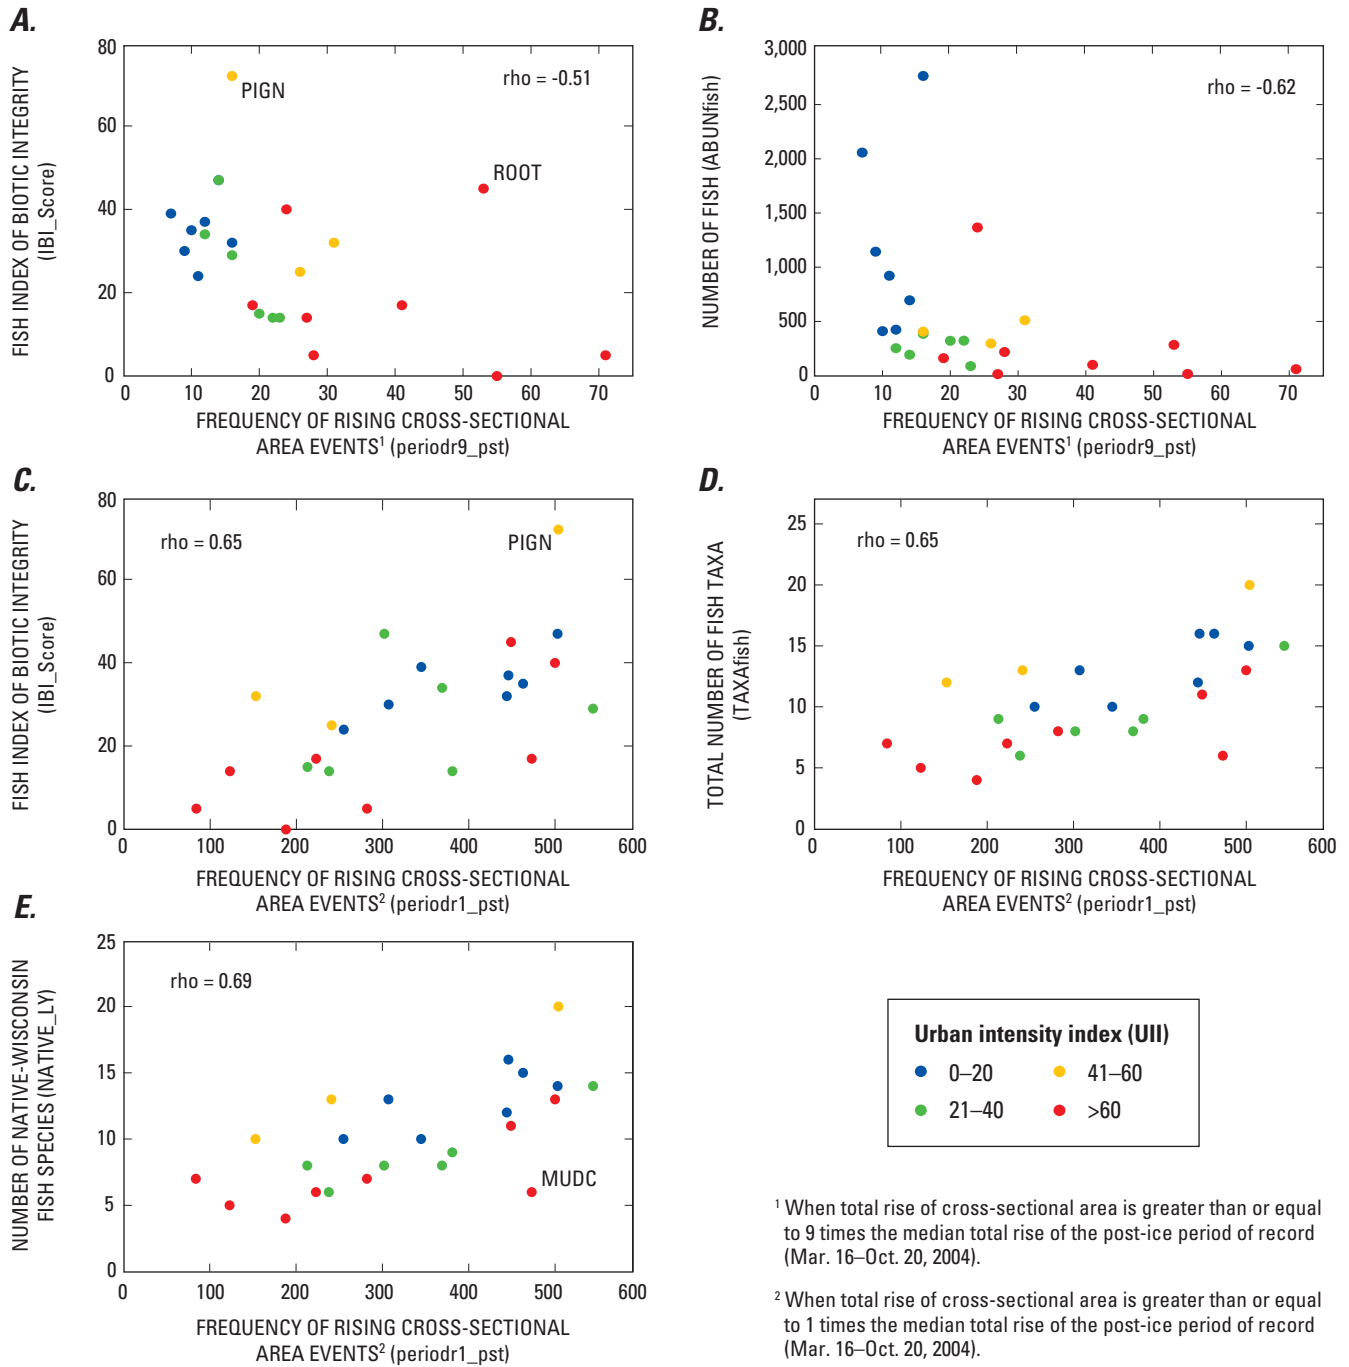 A.
80
60
40
20
0
0 10 20 30 40 50 60 70
FISH INDEX OF BIOTIC INTEGRITY
(IBI_Score)
rho = -0.51
PIGN
ROOT
FREQUENCY OF RISING CROSS-SECTIONAL
AREA EVENTS¹ (periodr9_pst)
B.
3,000
2,500
2,000
1,500
1,000
500
0
0 10 20 30 40 50 60 70
NUMBER OF FISH (ABUNfish)
rho = -0.62
FREQUENCY OF RISING CROSS-SECTIONAL
AREA EVENTS¹ (periodr9_pst)
C.
80
60
40
20
0
0 100 200 300 400 500 600
FISH INDEX OF BIOTIC INTEGRITY
(IBI_Score)
rho = 0.65
PIGN
FREQUENCY OF RISING CROSS-SECTIONAL
AREA EVENTS² (periodr1_pst)
D.
25
20
15
10
5
0
0 100 200 300 400 500 600
TOTAL NUMBER OF FISH TAXA
(TAXAfish)
rho = 0.65
FREQUENCY OF RISING CROSS-SECTIONAL
AREA EVENTS² (periodr1_pst)
E.
25
20
15
10
5
0
0 100 200 300 400 500 600
NUMBER OF NATIVE-WISCONSIN
FISH SPECIES (NATIVE_LY)
rho = 0.69
MUDC
FREQUENCY OF RISING CROSS-SECTIONAL
AREA EVENTS² (periodr1_pst)
Urban intensity index (UII)
0–20 41–60
21–40 >60
¹ When total rise of cross-sectional area is greater than or equal
to 9 times the median total rise of the post-ice period of record
(Mar. 16–Oct. 20, 2004).
² When total rise of cross-sectional area is greater than or equal
to 1 times the median total rise of the post-ice period of record
(Mar. 16–Oct. 20, 2004).